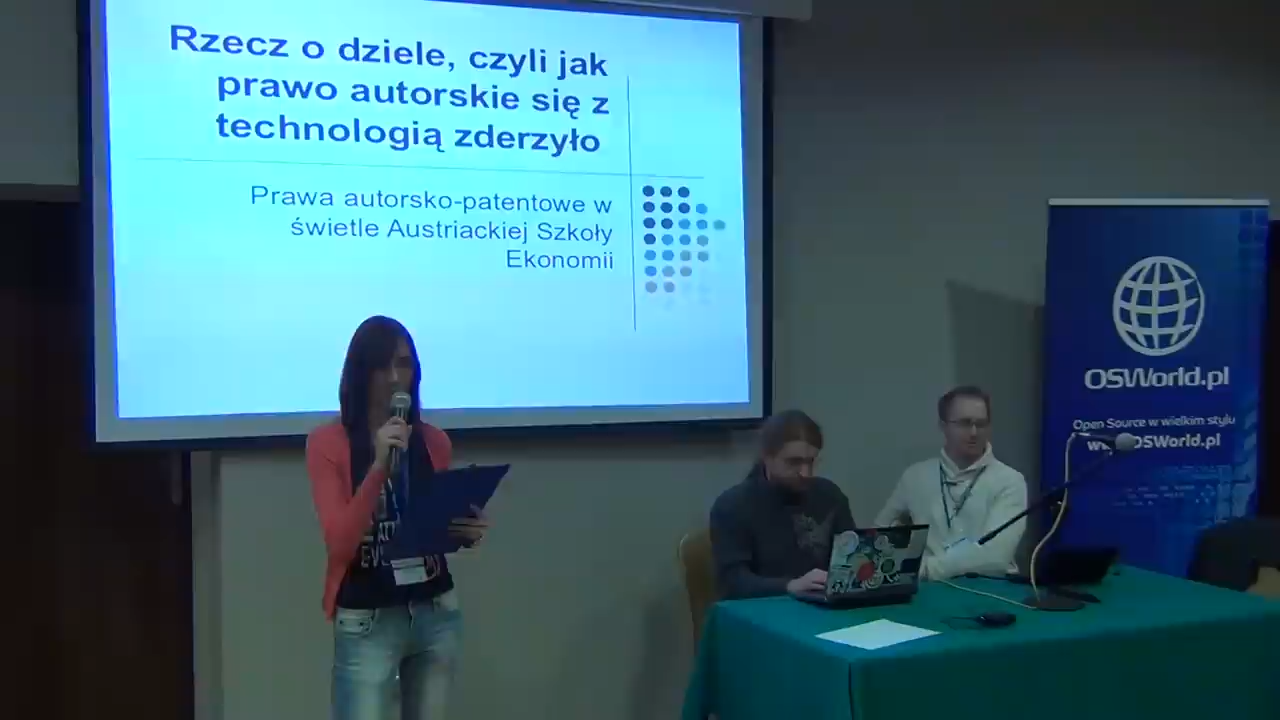 Rzecz o dziele, czyli jak
prawo autorskie się z
technologią zderzyło
Prawa autorsko-patentowe w
świetle Austriackiej Szkoły
Ekonomii
OSWorld.pl
Open Source w wielkim stylu